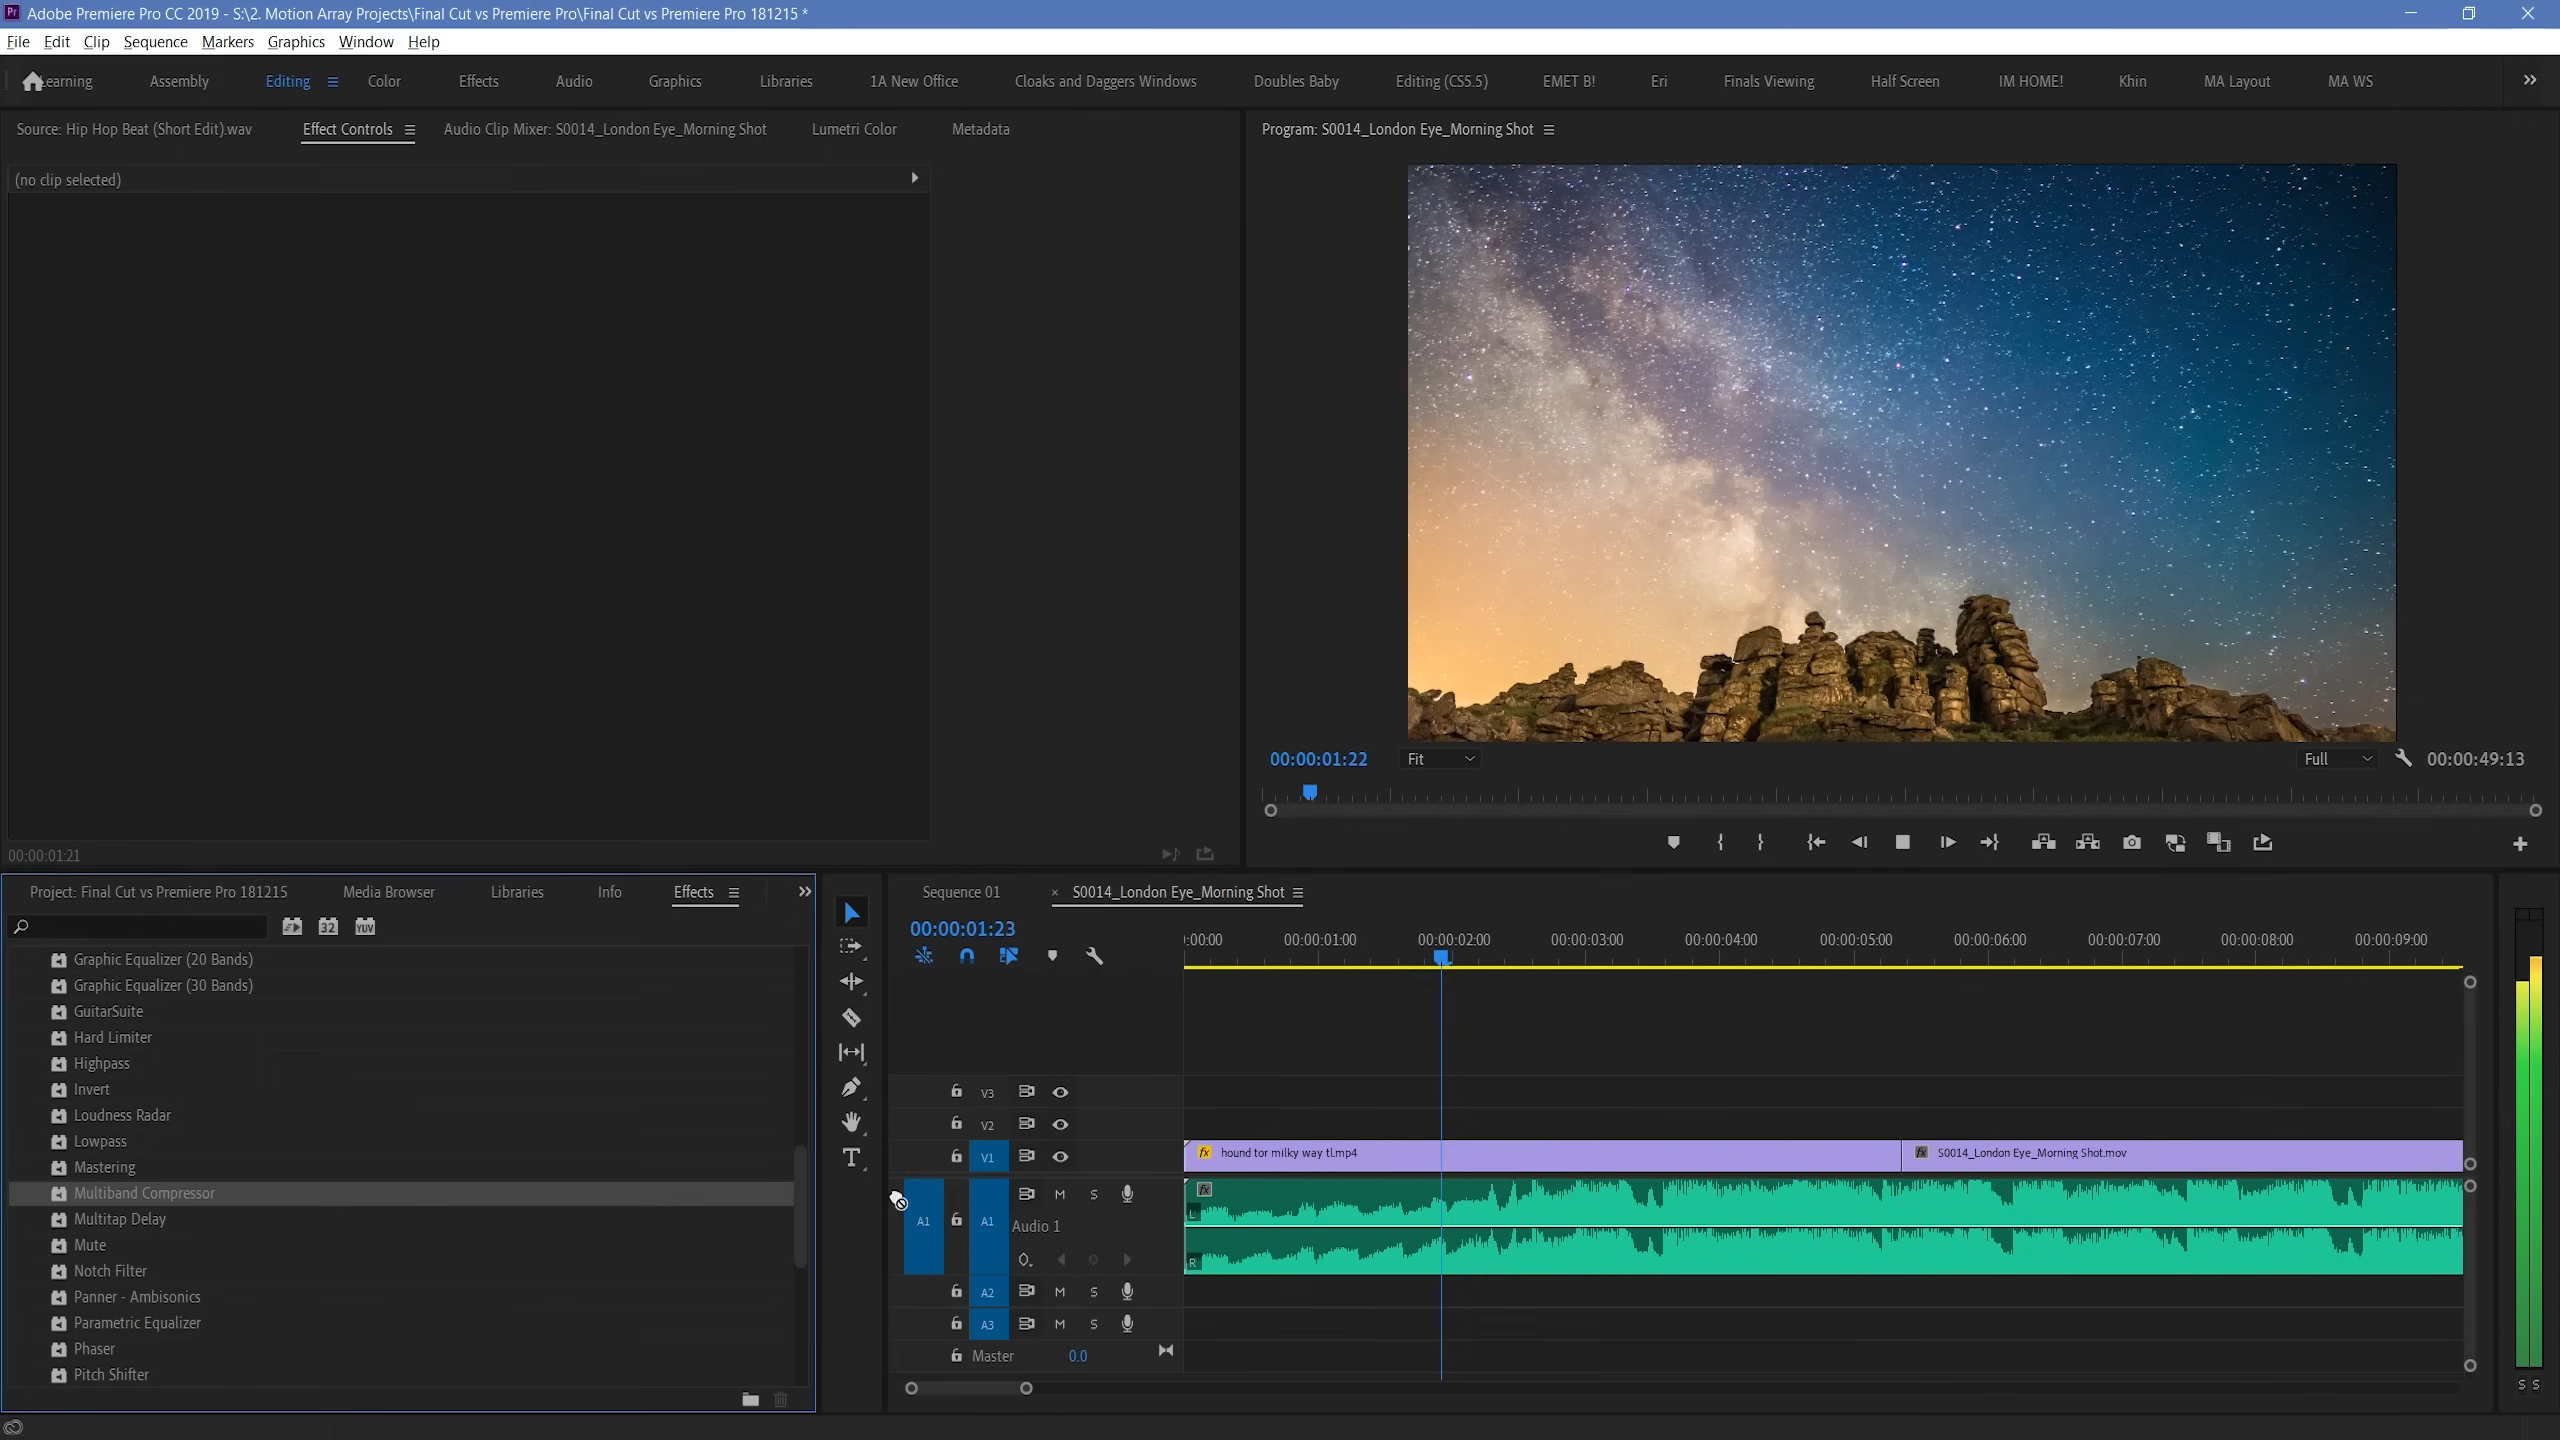 Adobe Premiere Pro CC 2019 - S:\2. Motion Array Projects\Final Cut vs Premiere Pro\Final Cut vs Premiere Pro 181215 *
File Edit Clip Sequence Markers Graphics Window Help
earning Assembly Editing Color Effects Audio Graphics Libraries 1A New Office Cloaks and Daggers Windows Doubles Baby Editing (CS5.5) EMET B! Eri Finals Viewing Half Screen IM HOME! Khin MA Layout MA WS
Source: Hip Hop Beat (Short Edit).wav Effect Controls Audio Clip Mixer: S0014_London Eye_Morning Shot Lumetri Color Metadata
(no clip selected)
00:00:01:21
Program: S0014_London Eye_Morning Shot
00:00:01:22 Fit Full 00:00:49:13
Project: Final Cut vs Premiere Pro 181215 Media Browser Libraries Info Effects
32 YUV
Graphic Equalizer (20 Bands)
Graphic Equalizer (30 Bands)
GuitarSuite
Hard Limiter
Highpass
Invert
Loudness Radar
Lowpass
Mastering
Multiband Compressor
Multitap Delay
Mute
Notch Filter
Panner - Ambisonics
Parametric Equalizer
Phaser
Pitch Shifter
Sequence 01 × S0014_London Eye_Morning Shot
00:00:01:23
:00:00 00:00:01:00 00:00:02:00 00:00:03:00 00:00:04:00 00:00:05:00 00:00:06:00 00:00:07:00 00:00:08:00 00:00:09:00
V3
V2
V1 fx hound tor milky way tl.mp4 fx S0014_London Eye_Morning Shot.mov
A1 A1 M S fx
Audio 1
L
R
A2 M S
A3 M S
Master 0.0
S S